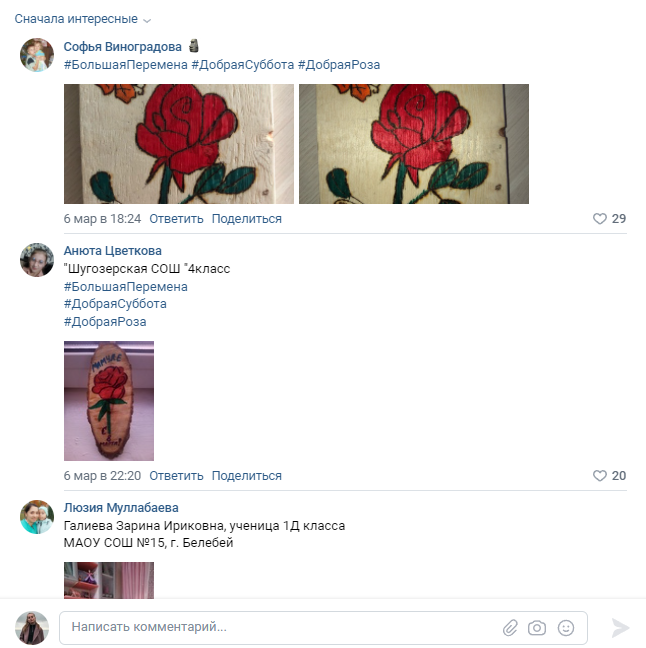 Сначала интересные
Софья Виноградова
#БольшаяПеремена #ДобраяСуббота #ДобраяРоза
6 мар в 18:24 Ответить Поделиться 29
Анюта Цветкова
"Шугозерская СОШ "4класс
#БольшаяПеремена
#ДобраяСуббота
#ДобраяРоза
6 мар в 22:20 Ответить Поделиться 20
Люзия Муллабаева
Галиева Зарина Ириковна, ученица 1Д класса
МАОУ СОШ №15, г. Белебей
Написать комментарий...